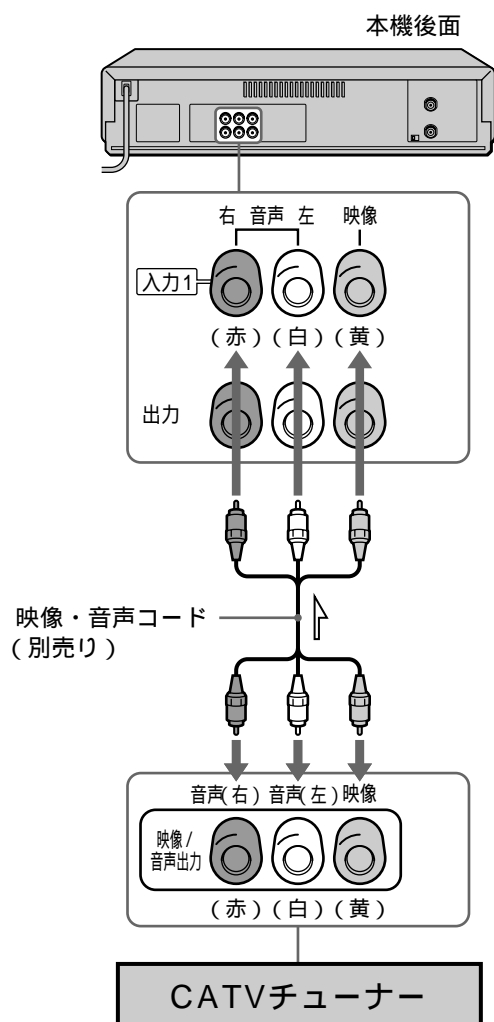 本機後面
右 音声 左 映像
入力1
(赤)(白)(黄)
出力
映像・音声コード
(別売り)
音声(右) 音声(左) 映像
映像/
音声出力
(赤)(白)(黄)
CATVチューナー